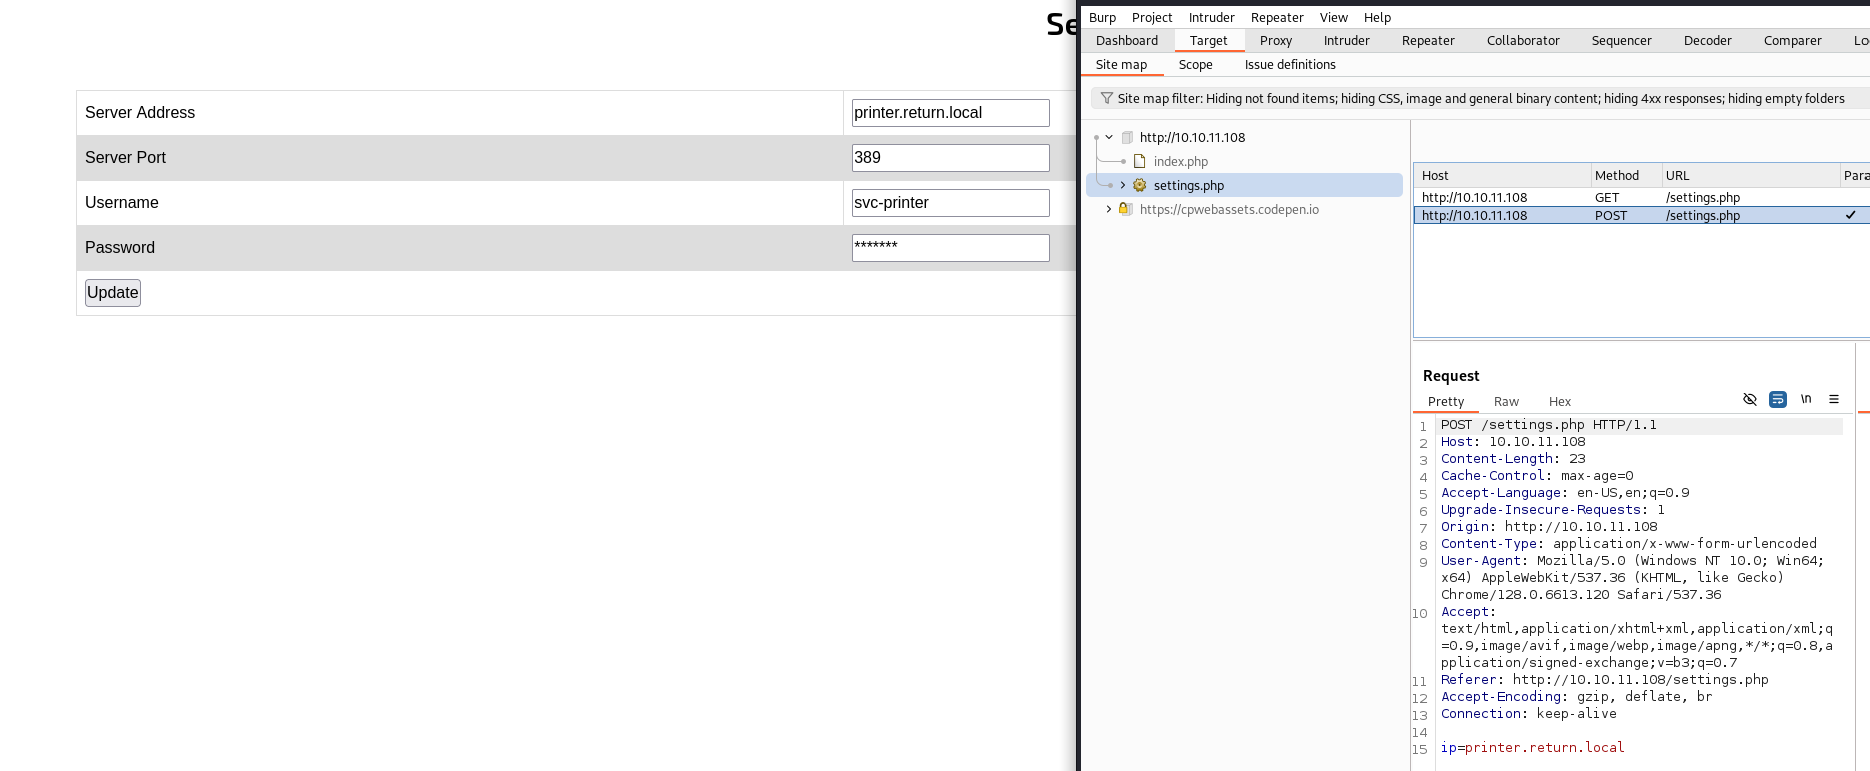 Se
Server Address printer.return.local
Server Port 389
Username svc-printer
Password *******
Update
Burp Project Intruder Repeater View Help
Dashboard Target Proxy Intruder Repeater Collaborator Sequencer Decoder Comparer Lo
Site map Scope Issue definitions
Site map filter: Hiding not found items; hiding CSS, image and general binary content; hiding 4xx responses; hiding empty folders
http://10.10.11.108
index.php
settings.php
https://cpwebassets.codepen.io
Host Method URL Para
http://10.10.11.108 GET /settings.php
http://10.10.11.108 POST /settings.php
Request
Pretty Raw Hex \n
1 POST /settings.php HTTP/1.1
2 Host: 10.10.11.108
3 Content-Length: 23
4 Cache-Control: max-age=0
5 Accept-Language: en-US,en;q=0.9
6 Upgrade-Insecure-Requests: 1
7 Origin: http://10.10.11.108
8 Content-Type: application/x-www-form-urlencoded
9 User-Agent: Mozilla/5.0 (Windows NT 10.0; Win64;
x64) AppleWebKit/537.36 (KHTML, like Gecko)
Chrome/128.0.6613.120 Safari/537.36
10 Accept:
text/html,application/xhtml+xml,application/xml;q
=0.9,image/avif,image/webp,image/apng,*/*;q=0.8,a
pplication/signed-exchange;v=b3;q=0.7
11 Referer: http://10.10.11.108/settings.php
12 Accept-Encoding: gzip, deflate, br
13 Connection: keep-alive
14
15 ip=printer.return.local